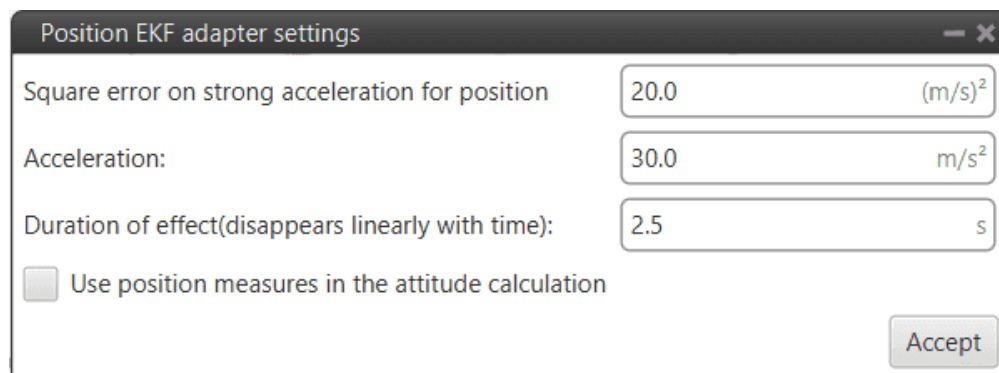 Position EKF adapter settings
Square error on strong acceleration for position 20.0 (m/s)²
Acceleration: 30.0 m/s²
Duration of effect(disappears linearly with time): 2.5 s
Use position measures in the attitude calculation
Accept